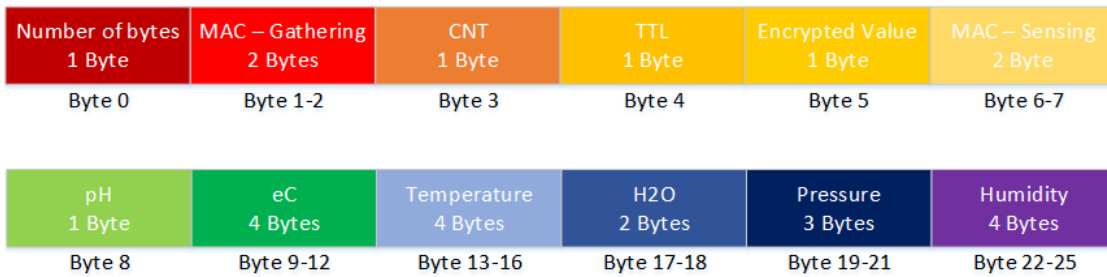 Number of bytes MAC – Gathering CNT TTL Encrypted Value MAC – Sensing
1 Byte 2 Bytes 1 Byte 1 Byte 1 Byte 2 Byte
Byte 0 Byte 1-2 Byte 3 Byte 4 Byte 5 Byte 6-7
pH eC Temperature H2O Pressure Humidity
1 Byte 4 Bytes 4 Bytes 2 Bytes 3 Bytes 4 Bytes
Byte 8 Byte 9-12 Byte 13-16 Byte 17-18 Byte 19-21 Byte 22-25